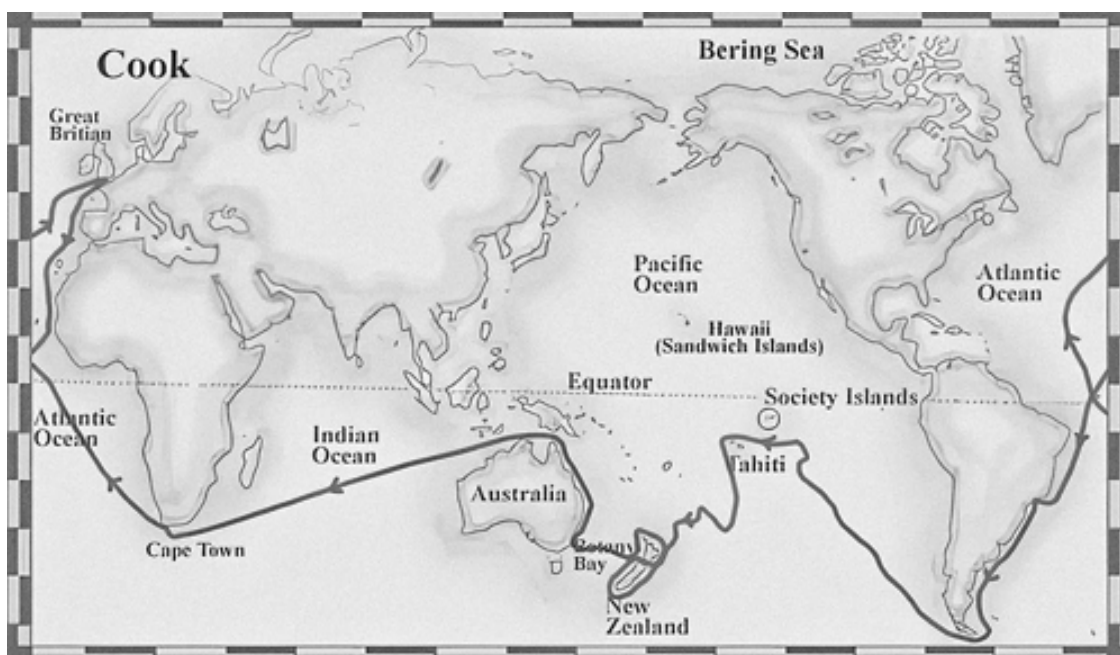 Cook
Bering Sea
Great
Britian
Pacific
Ocean
Atlantic
Ocean
Hawaii
(Sandwich Islands)
Equator
Society Islands
Atlantic
Ocean
Indian
Ocean
Tahiti
Australia
Cape Town
Botany
Bay
New
Zealand